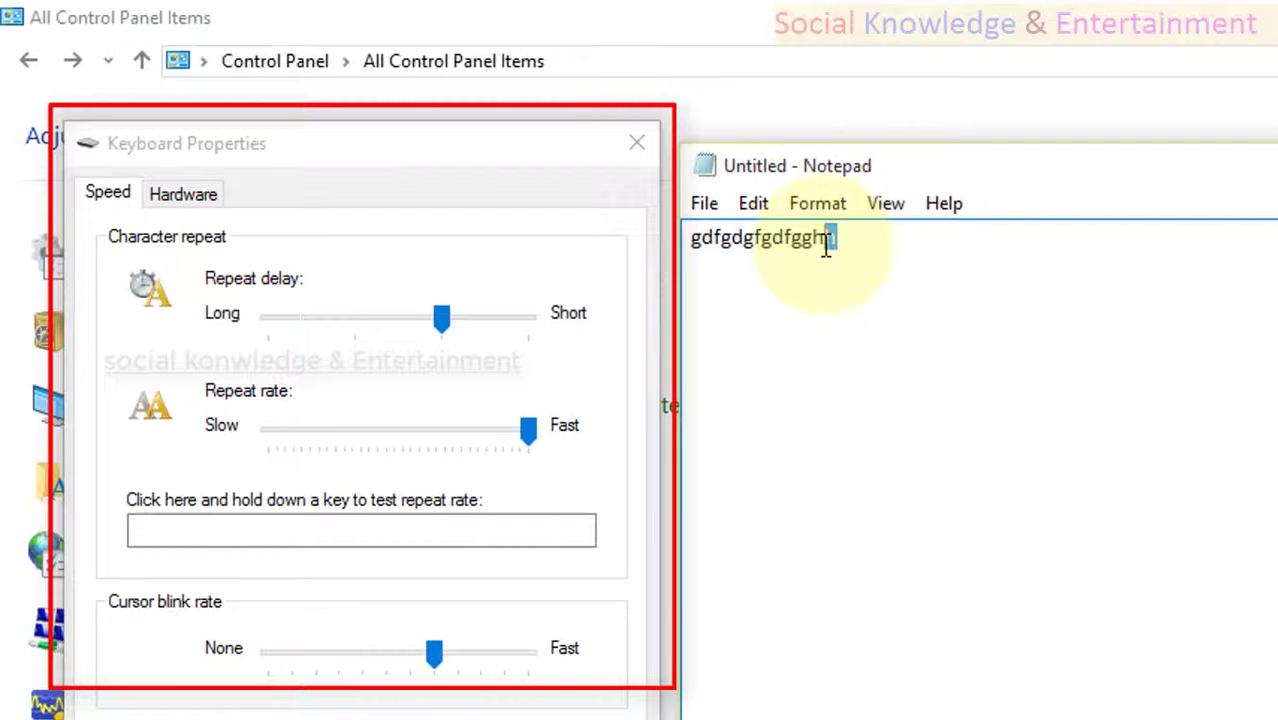 All Control Panel Items
Social Knowledge & Entertainment
Control Panel All Control Panel Items
Keyboard Properties
Speed Hardware
Character repeat
Repeat delay:
Long Short
social konwledge & Entertainment
Repeat rate:
Slow Fast
Click here and hold down a key to test repeat rate:
Cursor blink rate
None Fast
Untitled - Notepad
File Edit Format View Help
gdfgdgfgdfgghh